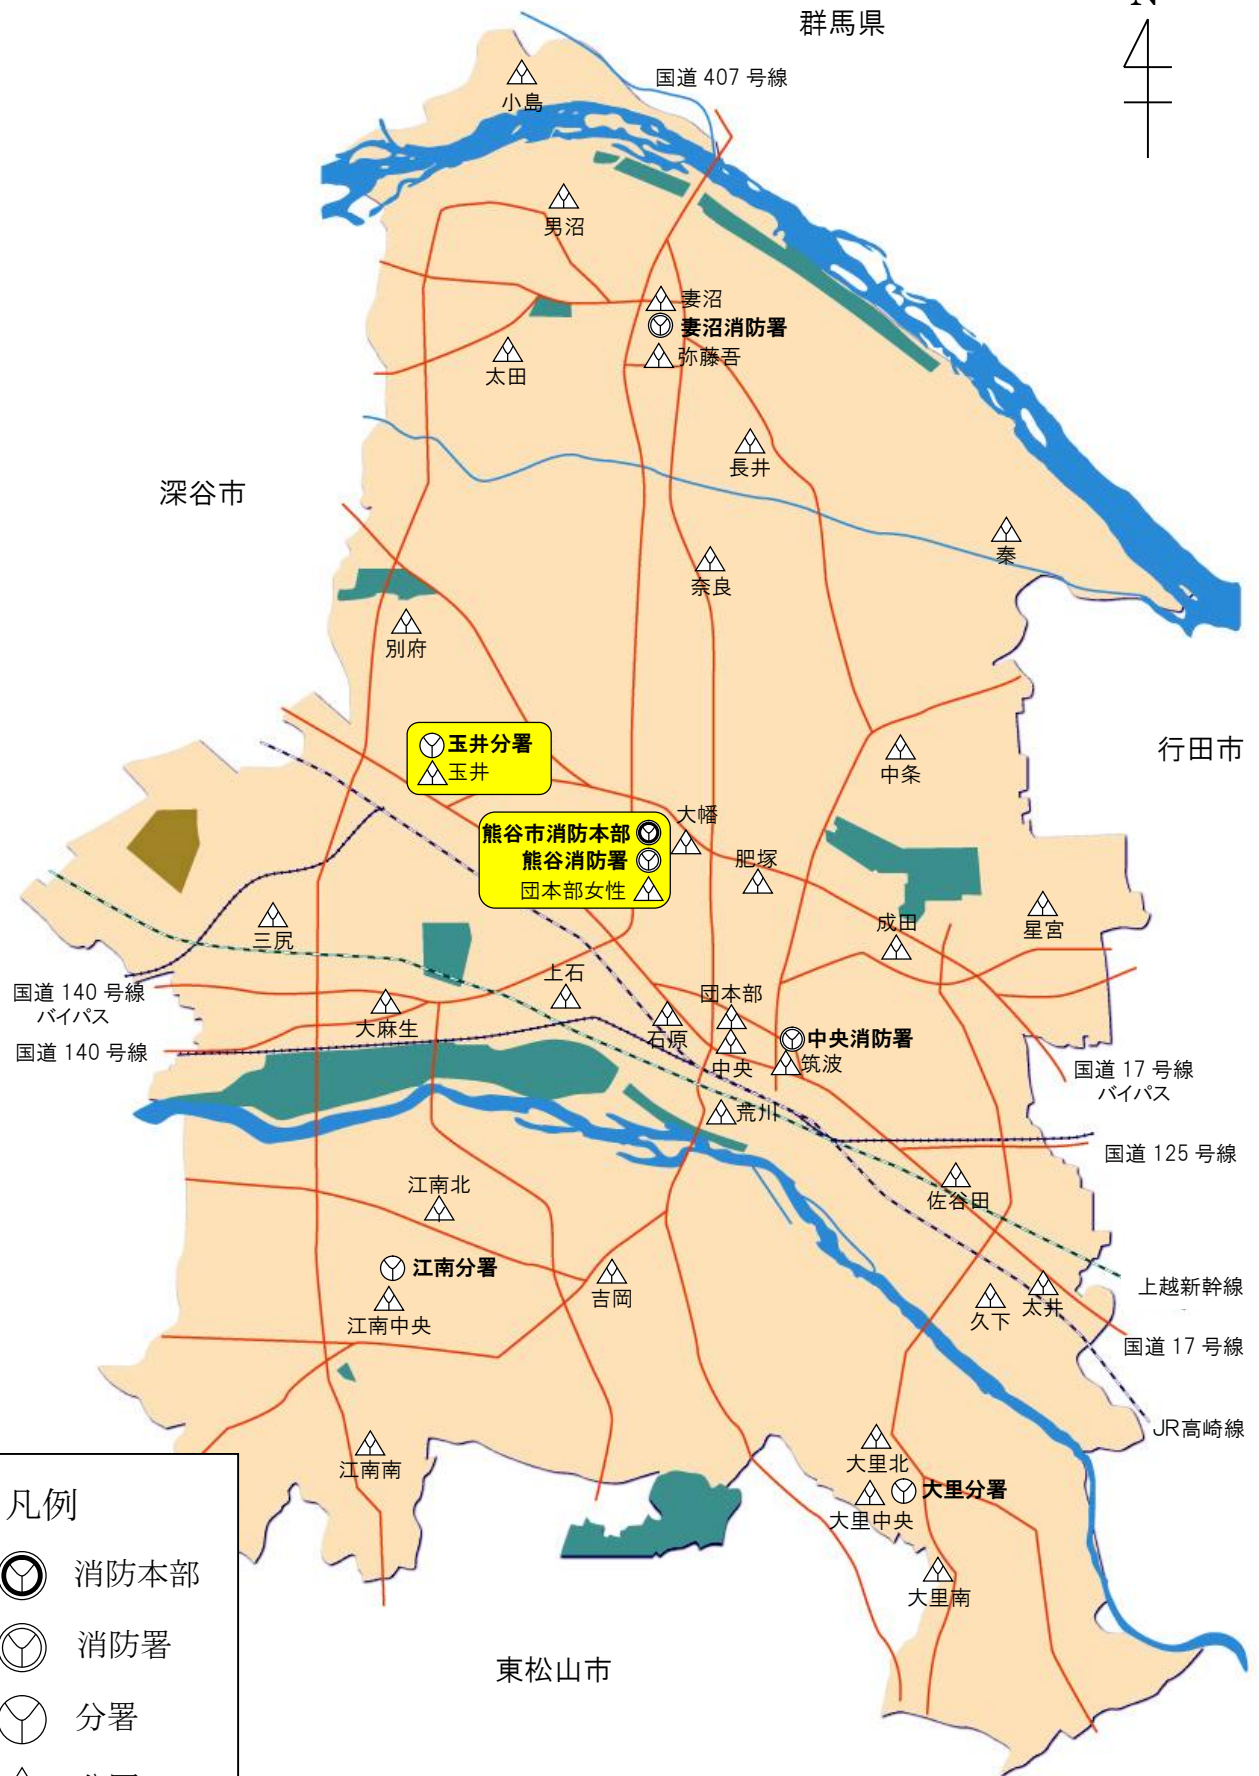 群馬県
N
国道 407 号線
小島
男沼
妻沼
妻沼消防署
弥藤吾
太田
長井
深谷市
秦
奈良
別府
玉井分署
玉井
行田市
中条
大幡
熊谷市消防本部
熊谷消防署
団本部女性
肥塚
成田
星宮
三尻
上石
国道 140 号線
バイパス
大麻生
団本部
石原
中央消防署
中央
筑波
国道 140 号線
国道 17 号線
バイパス
荒川
国道 125 号線
佐谷田
江南北
江南分署
吉岡
江南中央
上越新幹線
久下
太井
国道 17 号線
JR高崎線
江南南
大里北
大里分署
大里中央
大里南
東松山市
凡例
消防本部
消防署
分署